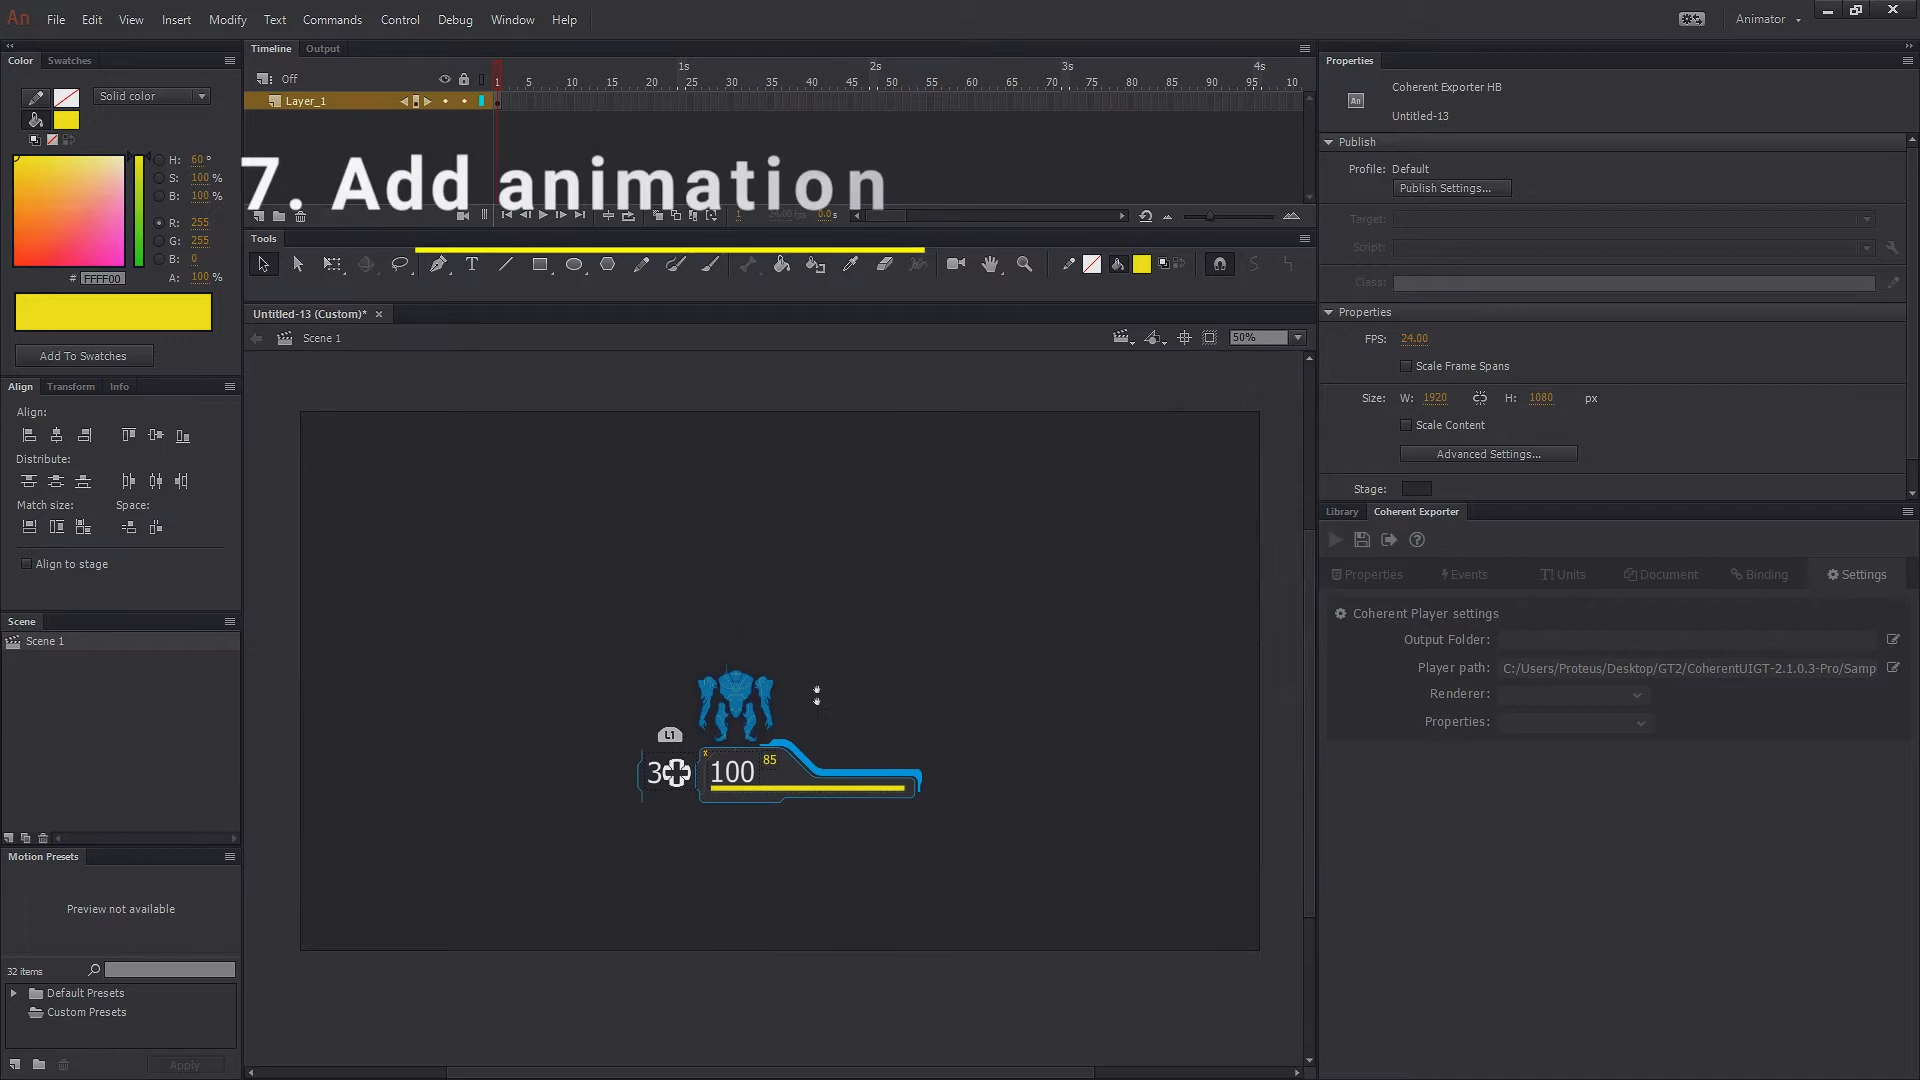 An File Edit View Insert Modify Text Commands Control Debug Window Help Animator
Color Swatches
Solid color
H: 60 °
S: 100 %
B: 100 %
R: 255
G: 255
B: 0
# FFFF00 A: 100 %
Add To Swatches
Align Transform Info
Align:
Distribute:
Match size: Space:
Align to stage
Scene
Scene 1
Motion Presets
Preview not available
32 items
Default Presets
Custom Presets
Apply
Timeline Output
1s 2s 3s 4s
Off 1 5 10 15 20 25 30 35 40 45 50 55 60 65 70 75 80 85 90 95 10
Layer_1
7. Add animation
1 24.00 fps 0.0 s
Tools
T
Untitled-13 (Custom)* ×
Scene 1 50%
L1
3 100 85
x
Properties
An Coherent Exporter HB
Untitled-13
Publish
Profile: Default
Publish Settings...
Target:
Script:
Class:
Properties
FPS: 24.00
Scale Frame Spans
Size: W: 1920 H: 1080 px
Scale Content
Advanced Settings...
Stage:
Library Coherent Exporter
Properties Events Units Document Binding Settings
Coherent Player settings
Output Folder:
Player path: C:/Users/Proteus/Desktop/GT2/CoherentUIGT-2.1.0.3-Pro/Samp
Renderer:
Properties: